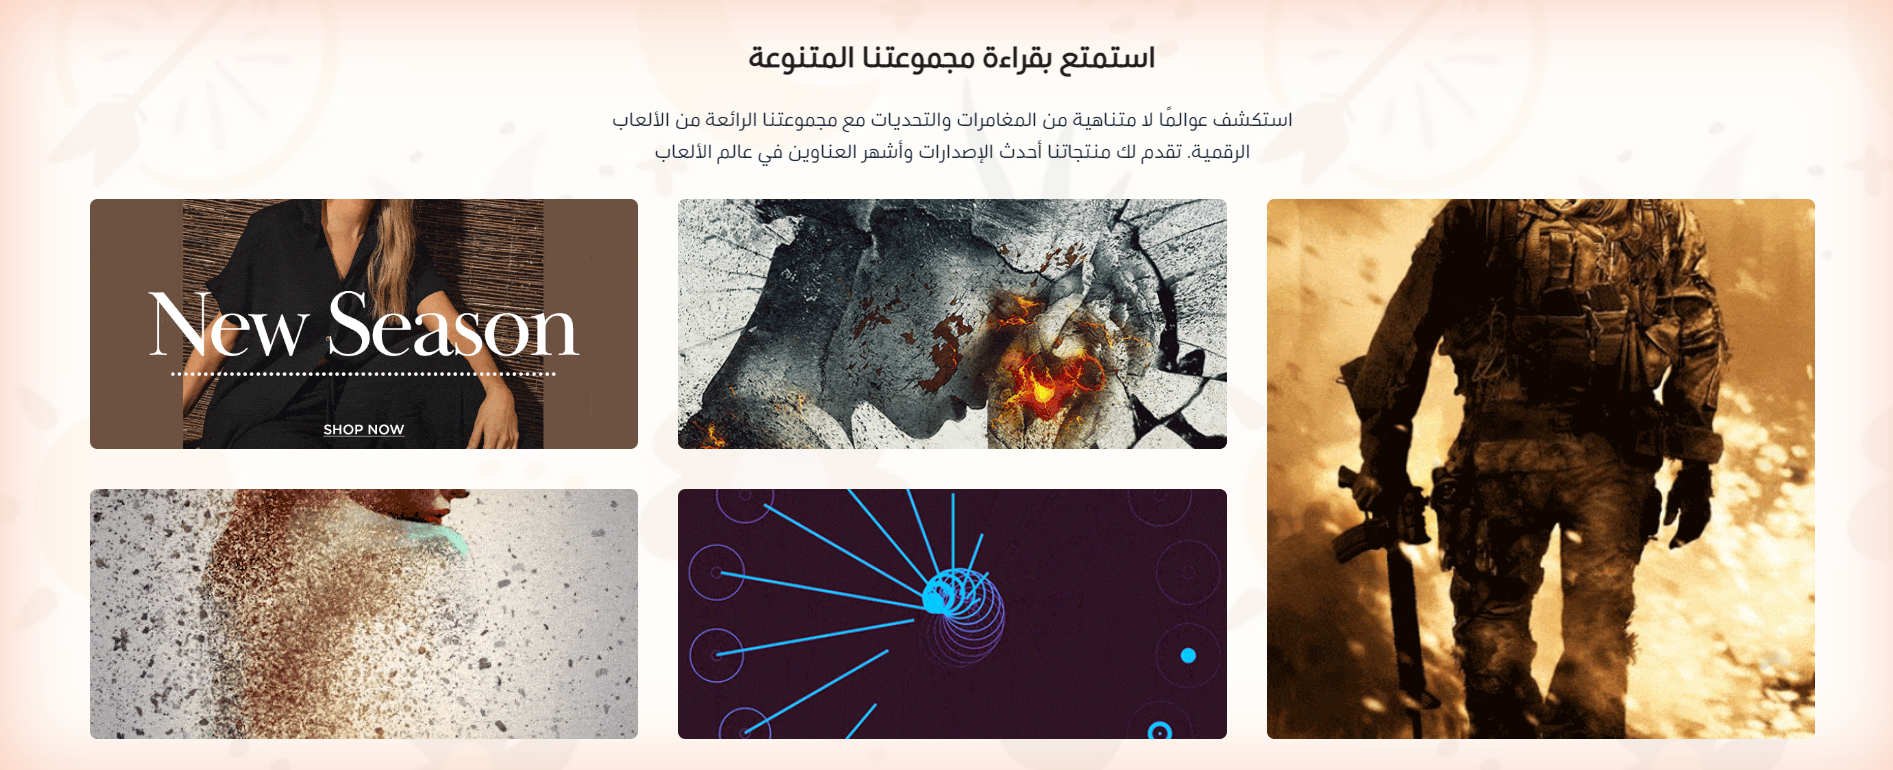 استمتع بقراءة مجموعتنا المتنوعة
استكشف عوالمًا لا متناهية من المغامرات والتحديات مع مجموعتنا الرائعة من الألعاب
الرقمية. تقدم لك منتجاتنا أحدث الإصدارات وأشهر العناوين في عالم الألعاب
New Season
SHOP NOW